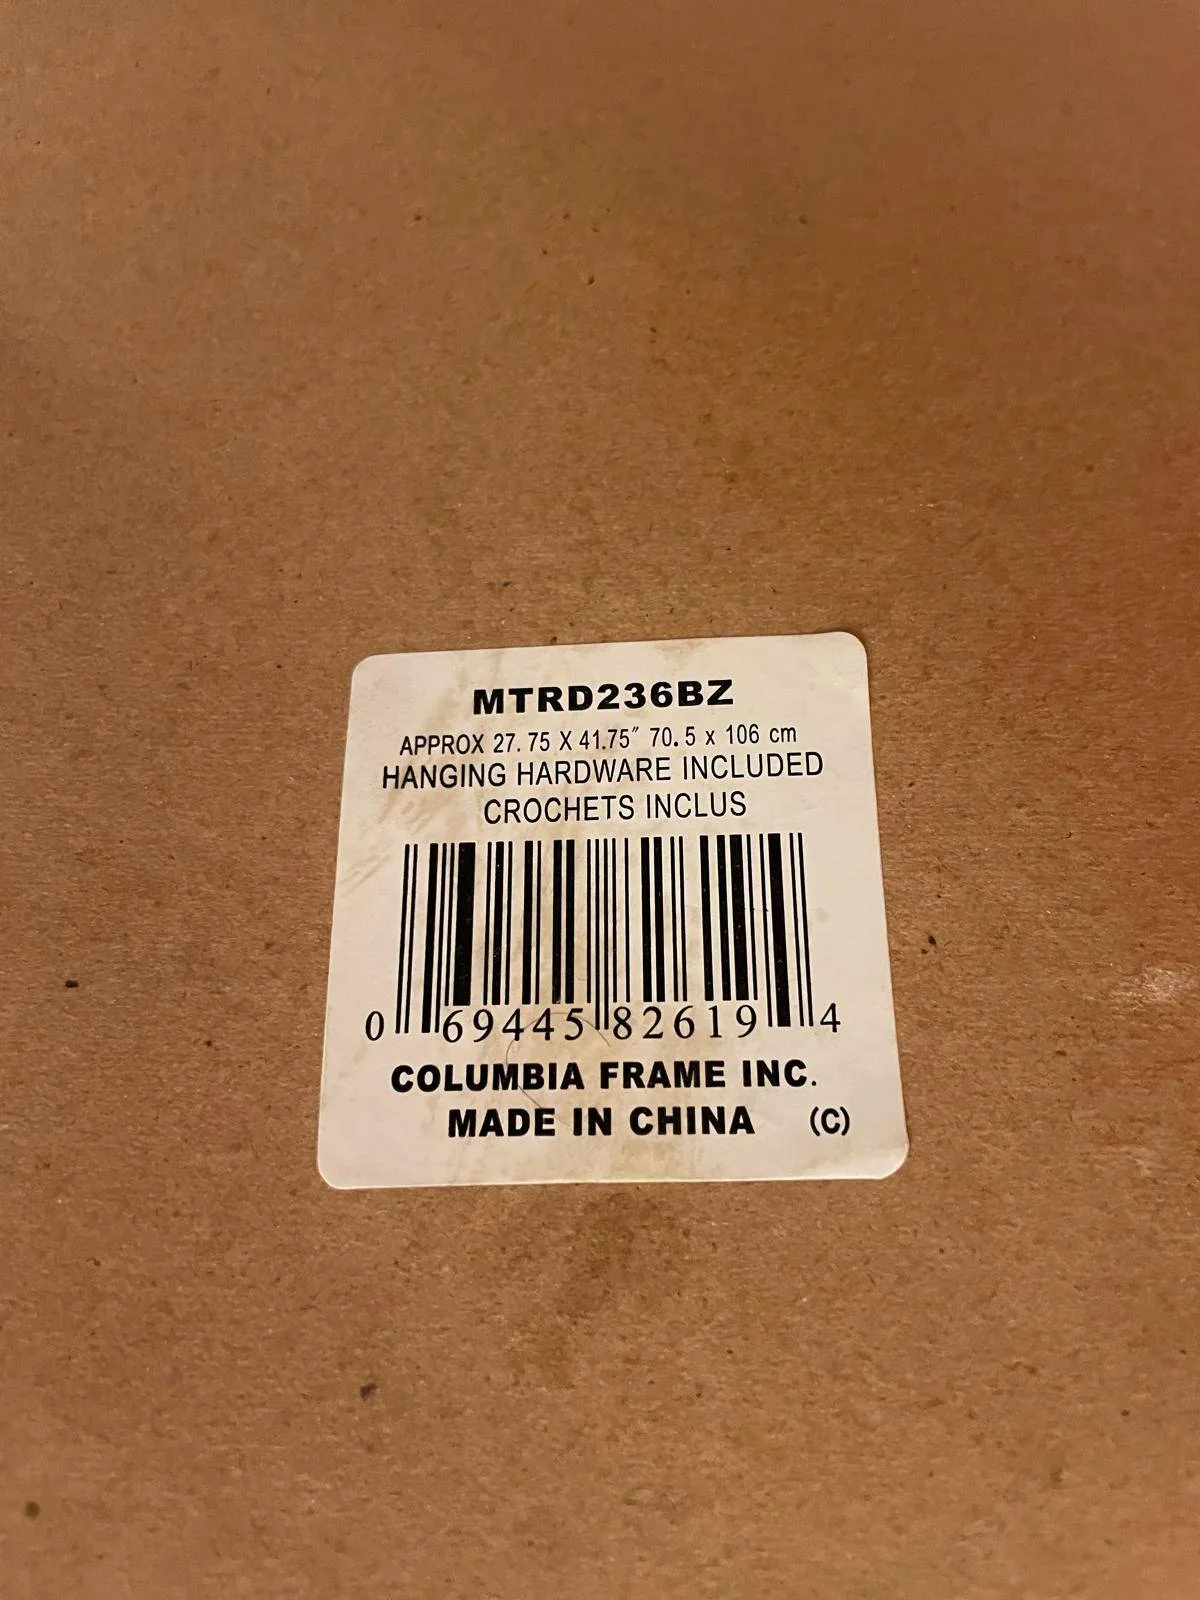 MTRD236BZ
APPROX 27.75 X 41.75" 70.5 x 106 cm
HANGING HARDWARE INCLUDED
CROCHETS INCLUS
0 69445 82619 4
COLUMBIA FRAME INC.
MADE IN CHINA (C)